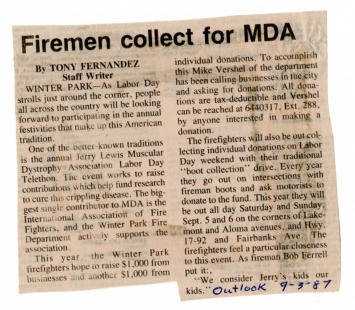 Firemen collect for MDA
By TONY FERNANDEZ
Staff Writer
WINTER PARK—As Labor Day
strolls just around the corner, people
all across the country will be looking
forward to participating in the annual
festivities that make up this American
tradition.
One of the better-known traditions
is the annual Jerry Lewis Muscular
Dystrophy Association Labor Day
Telethon. The event works to raise
contributions which help fund research
to cure this crippling disease. The big-
gest single contributor to MDA is the
International Association of Fire
Fighters, and the Winter Park Fire
Department actively supports the
association.
This year the Winter Park
firefighters hope to raise $1,000 from
businesses and another $1,000 from
individual donations. To accomplish
this Mike Vershel of the department
has been calling businesses in the city
and asking for donations. All dona-
tions are tax-deductible and Vershel
can be reached at 6440317, Ext. 288,
by anyone interested in making a
donation.
The firefighters will also be out col-
lecting individual donations on Labor
Day weekend with their traditional
"boot collection" drive. Every year
they go out on intersections with
fireman boots and ask motorists to
donate to the fund. This year they will
be out all day Saturday and Sunday,
Sept. 5 and 6 on the corners of Lake-
mont and Aloma avenues, and Hwy.
17-92 and Fairbanks Ave. The
firefighters feel a particular closeness
to this event. As fireman Bob Ferrell
put it:
"We consider Jerry's kids our
kids." Outlook 9-3-87